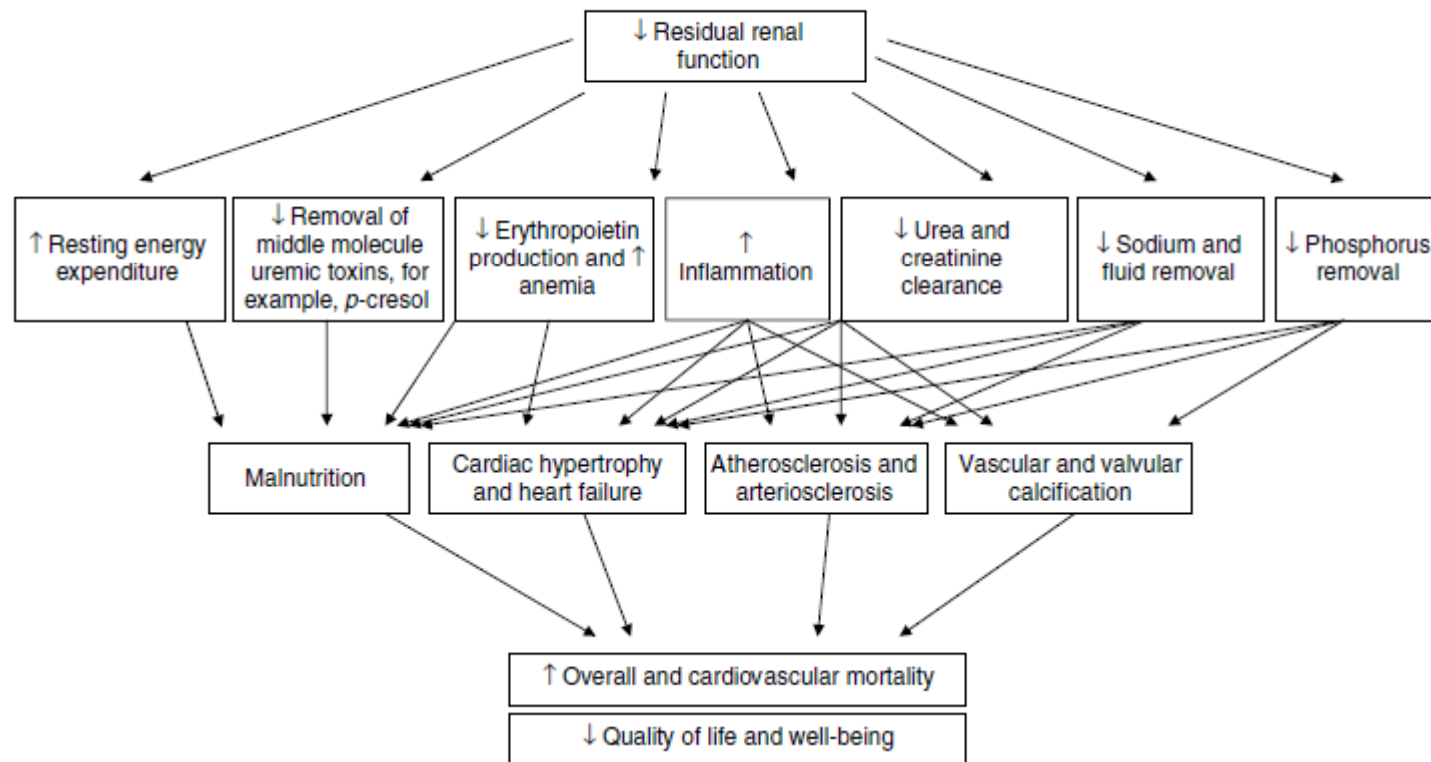 ↓ Residual renal
function
↑ Resting energy
expenditure
↓ Removal of
middle molecule
uremic toxins, for
example, p-cresol
↓ Erythropoietin
production and ↑
anemia
↑
Inflammation
↓ Urea and
creatinine
clearance
↓ Sodium and
fluid removal
↓ Phosphorus
removal
Malnutrition
Cardiac hypertrophy
and heart failure
Atherosclerosis and
arteriosclerosis
Vascular and valvular
calcification
↑ Overall and cardiovascular mortality
↓ Quality of life and well-being